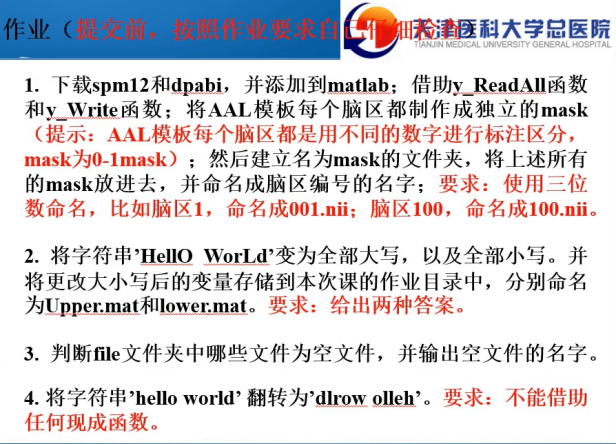 作业（提交前，按照作业要求自己仔细检查）
天津医科大学总医院
TIANJIN MEDICAL UNIVERSITY GENERAL HOSPITAL
1. 下载spm12和dpabi，并添加到matlab；借助y_ReadAll函数
和y_Write函数；将AAL模板每个脑区都制作成独立的mask
（提示：AAL模板每个脑区都是用不同的数字进行标注区分，
mask为0-1mask）；然后建立名为mask的文件夹，将上述所有
的mask放进去，并命名成脑区编号的名字；要求：使用三位
数命名，比如脑区1，命名成001.nii；脑区100，命名成100.nii。
2. 将字符串’HellO WorLd’变为全部大写，以及全部小写。并
将更改大小写后的变量存储到本次课的作业目录中，分别命名
为Upper.mat和lower.mat。要求：给出两种答案。
3. 判断file文件夹中哪些文件为空文件，并输出空文件的名字。
4. 将字符串’hello world’ 翻转为’dlrow olleh’。要求：不能借助
任何现成函数。